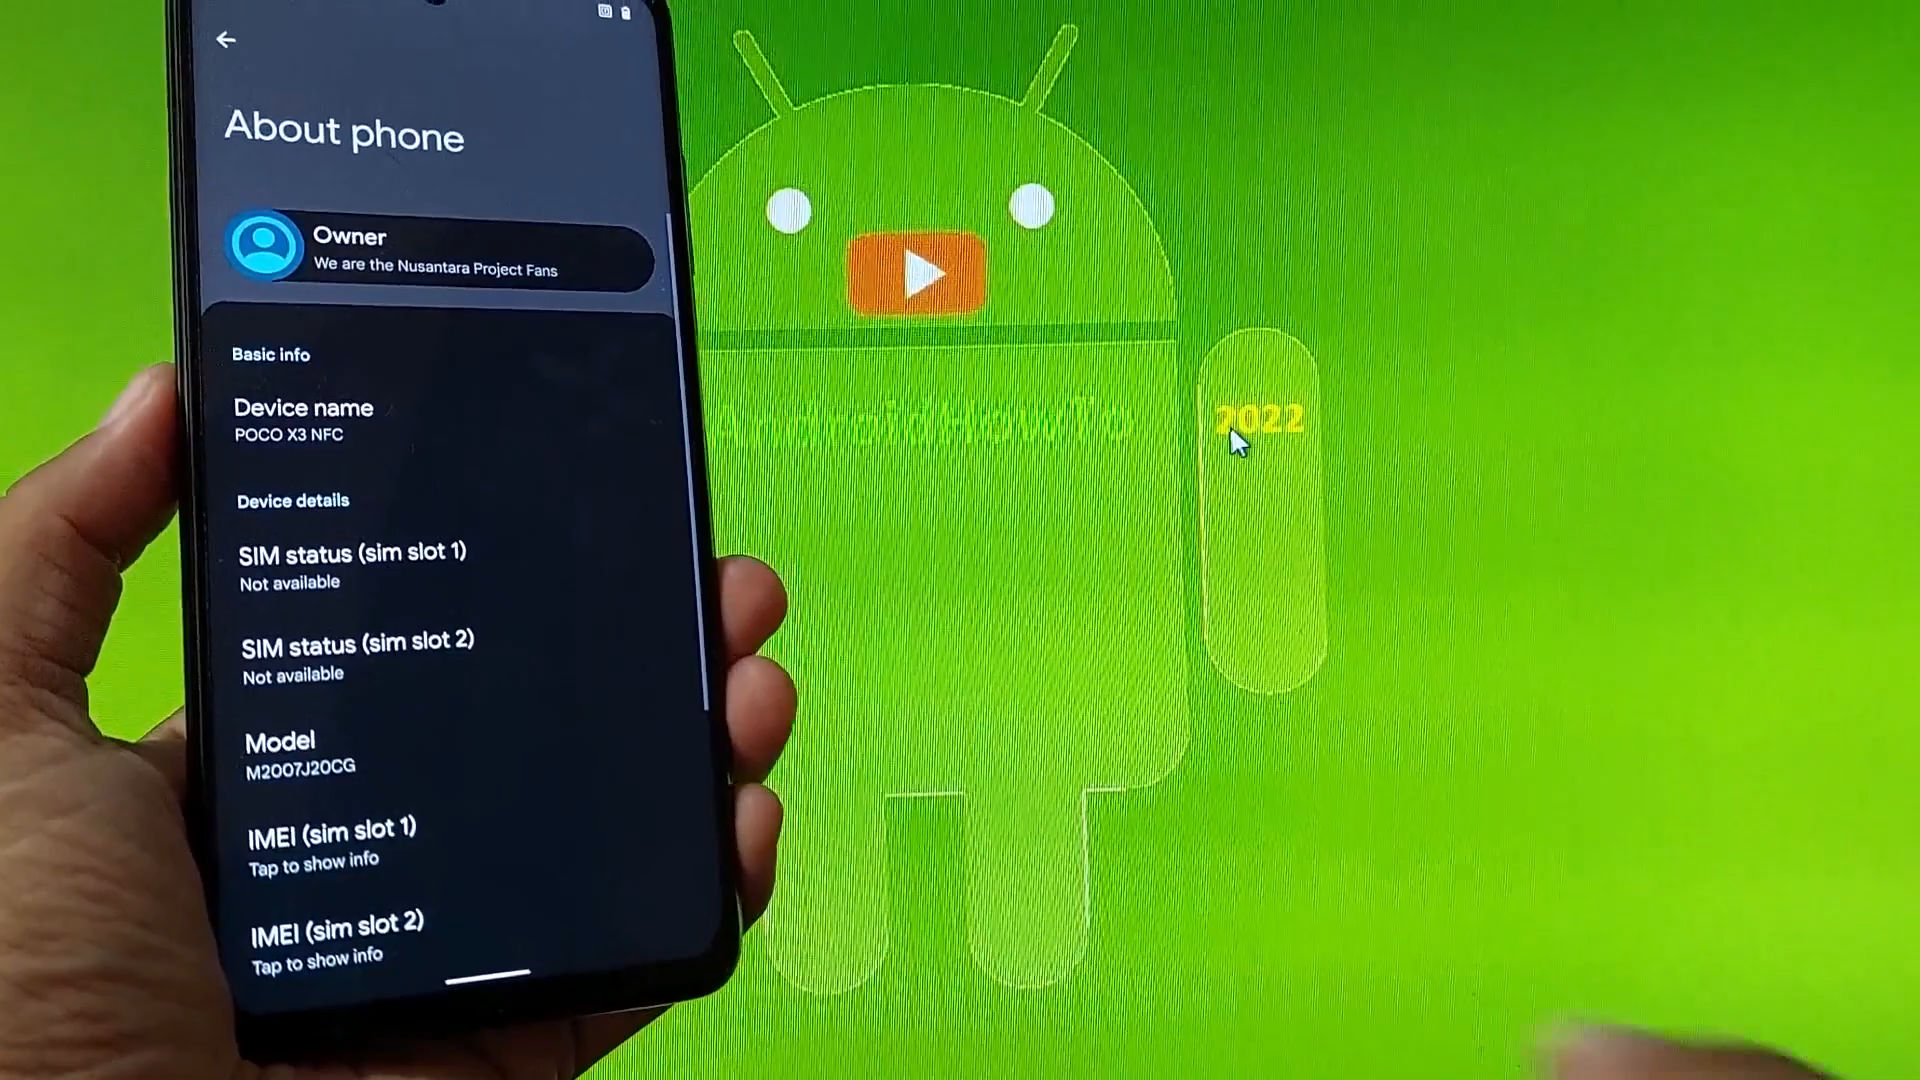 About phone
Owner
We are the Nusantara Project Fans
Basic info
Device name
POCO X3 NFC
Device details
SIM status (sim slot 1)
Not available
SIM status (sim slot 2)
Not available
Model
M2007J20CG
IMEI (sim slot 1)
Tap to show info
IMEI (sim slot 2)
Tap to show info
AndroidHowTo
2022